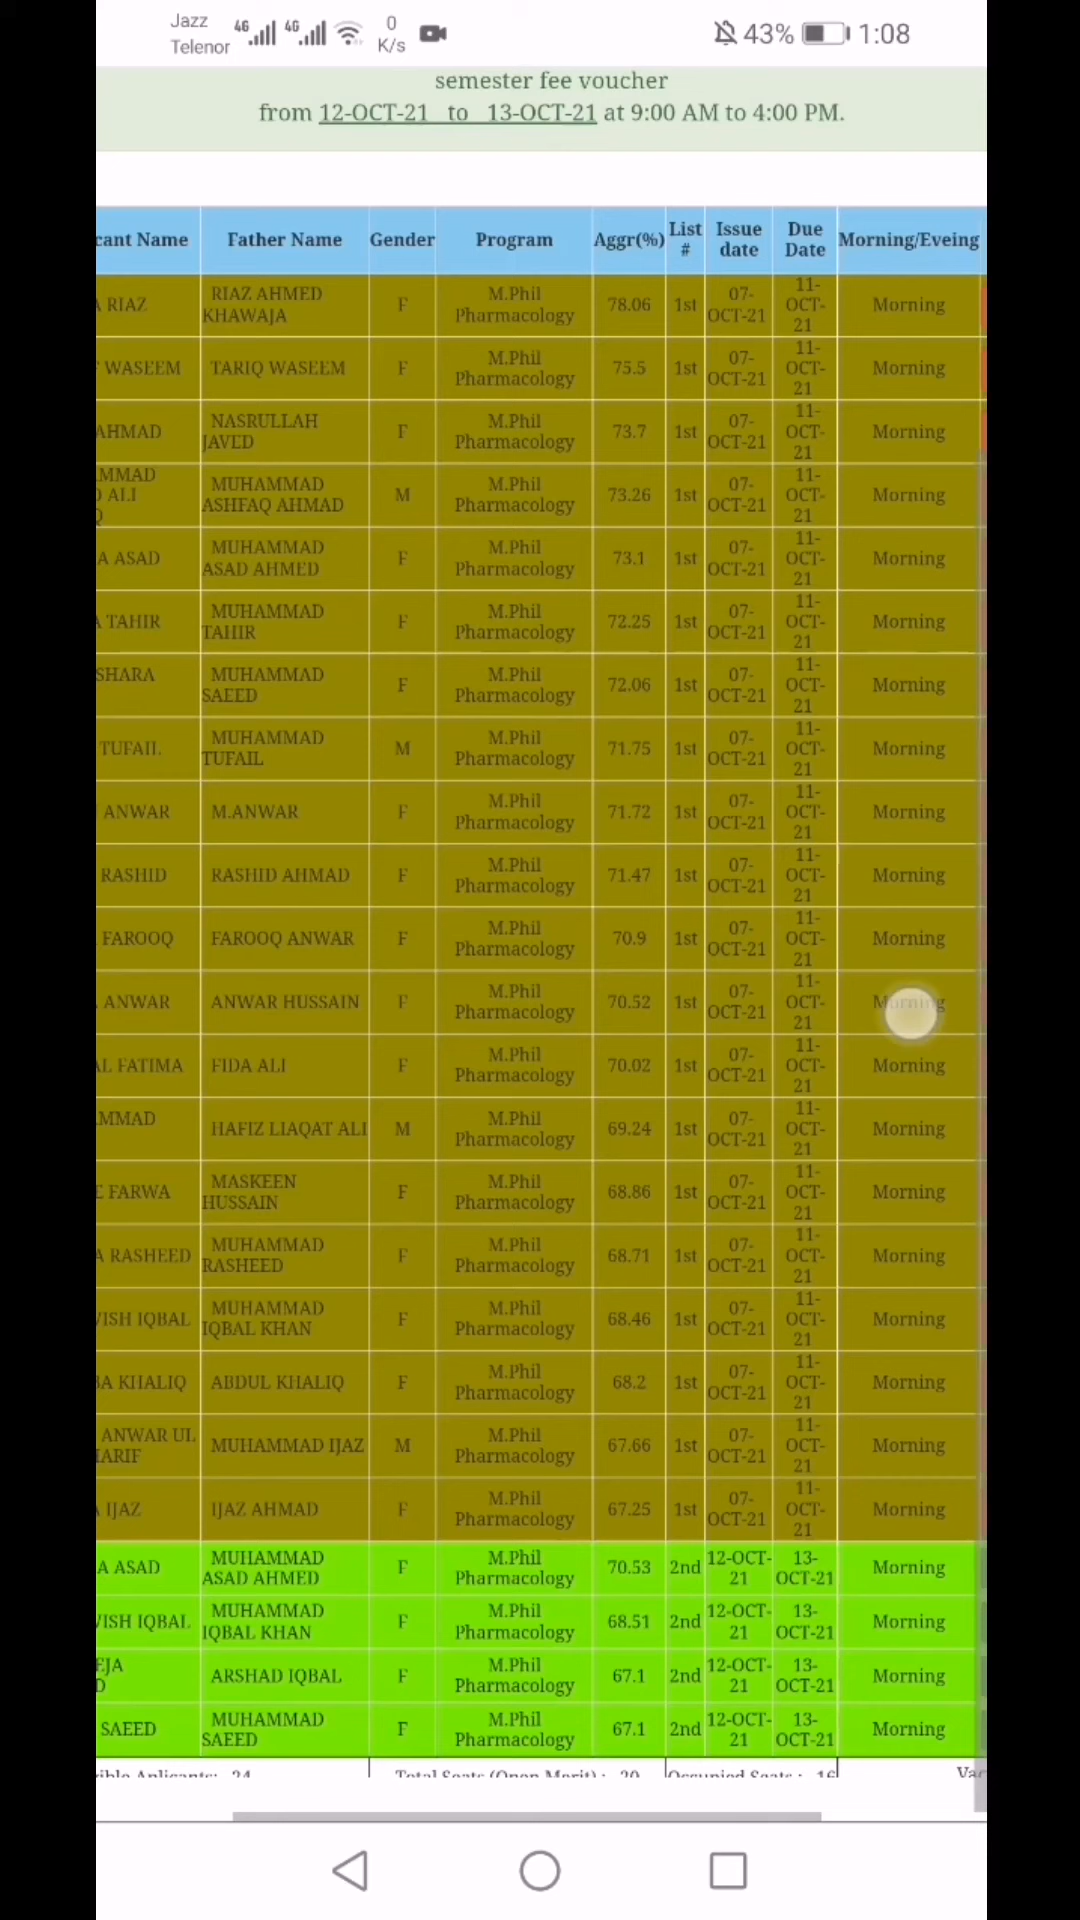 Jazz
Telenor
4G 4G
0
K/s
43% 1:08
semester fee voucher
from 12-OCT-21 to 13-OCT-21 at 9:00 AM to 4:00 PM.
cant Name Father Name Gender Program Aggr(%) List # Issue date Due Date Morning/Eveing
A RIAZ RIAZ AHMED KHAWAJA F M.Phil Pharmacology 78.06 1st 07-OCT-21 11-OCT-21 Morning
WASEEM TARIQ WASEEM F M.Phil Pharmacology 75.5 1st 07-OCT-21 11-OCT-21 Morning
AHMAD NASRULLAH JAVED F M.Phil Pharmacology 73.7 1st 07-OCT-21 11-OCT-21 Morning
MMAD ALI MUHAMMAD ASHFAQ AHMAD M M.Phil Pharmacology 73.26 1st 07-OCT-21 11-OCT-21 Morning
A ASAD MUHAMMAD ASAD AHMED F M.Phil Pharmacology 73.1 1st 07-OCT-21 11-OCT-21 Morning
A TAHIR MUHAMMAD TAHIR F M.Phil Pharmacology 72.25 1st 07-OCT-21 11-OCT-21 Morning
SHARA MUHAMMAD SAEED F M.Phil Pharmacology 72.06 1st 07-OCT-21 11-OCT-21 Morning
TUFAIL MUHAMMAD TUFAIL M M.Phil Pharmacology 71.75 1st 07-OCT-21 11-OCT-21 Morning
ANWAR M.ANWAR F M.Phil Pharmacology 71.72 1st 07-OCT-21 11-OCT-21 Morning
RASHID RASHID AHMAD F M.Phil Pharmacology 71.47 1st 07-OCT-21 11-OCT-21 Morning
FAROOQ FAROOQ ANWAR F M.Phil Pharmacology 70.9 1st 07-OCT-21 11-OCT-21 Morning
ANWAR ANWAR HUSSAIN F M.Phil Pharmacology 70.52 1st 07-OCT-21 11-OCT-21 Morning
AL FATIMA FIDA ALI F M.Phil Pharmacology 70.02 1st 07-OCT-21 11-OCT-21 Morning
MMAD HAFIZ LIAQAT ALI M M.Phil Pharmacology 69.24 1st 07-OCT-21 11-OCT-21 Morning
E FARWA MASKEEN HUSSAIN F M.Phil Pharmacology 68.86 1st 07-OCT-21 11-OCT-21 Morning
A RASHEED MUHAMMAD RASHEED F M.Phil Pharmacology 68.71 1st 07-OCT-21 11-OCT-21 Morning
VISH IQBAL MUHAMMAD IQBAL KHAN F M.Phil Pharmacology 68.46 1st 07-OCT-21 11-OCT-21 Morning
BA KHALIQ ABDUL KHALIQ F M.Phil Pharmacology 68.2 1st 07-OCT-21 11-OCT-21 Morning
ANWAR UL ARIF MUHAMMAD IJAZ M M.Phil Pharmacology 67.66 1st 07-OCT-21 11-OCT-21 Morning
IJAZ IJAZ AHMAD F M.Phil Pharmacology 67.25 1st 07-OCT-21 11-OCT-21 Morning
A ASAD MUHAMMAD ASAD AHMED F M.Phil Pharmacology 70.53 2nd 12-OCT-21 13-OCT-21 Morning
VISH IQBAL MUHAMMAD IQBAL KHAN F M.Phil Pharmacology 68.51 2nd 12-OCT-21 13-OCT-21 Morning
EJA D ARSHAD IQBAL F M.Phil Pharmacology 67.1 2nd 12-OCT-21 13-OCT-21 Morning
SAEED MUHAMMAD SAEED F M.Phil Pharmacology 67.1 2nd 12-OCT-21 13-OCT-21 Morning
Total Seats (Open Merit) : 20 Occupied Seats : 16